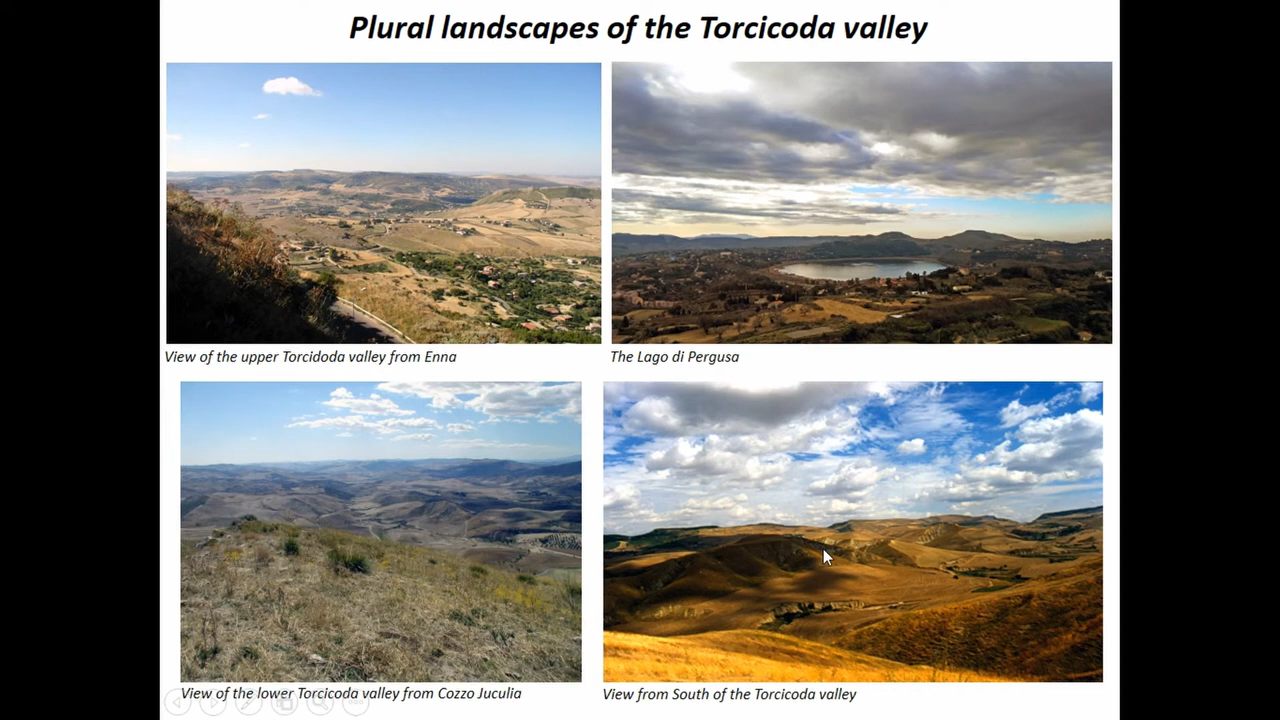 Plural landscapes of the Torcicoda valley
View of the upper Torcidoda valley from Enna
The Lago di Pergusa
View of the lower Torcicoda valley from Cozzo Juculia
View from South of the Torcicoda valley